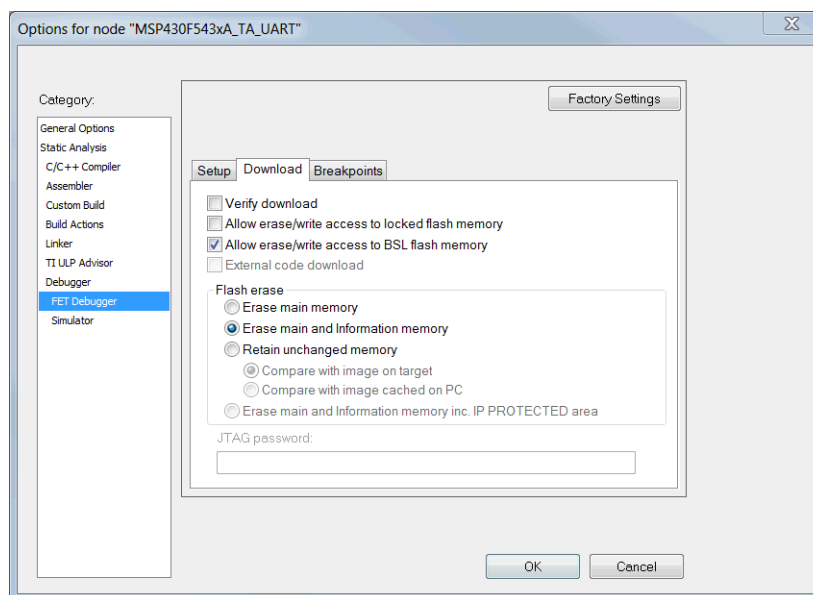 Options for node "MSP430F543xA_TA_UART"
Category:
Factory Settings
General Options
Static Analysis
C/C++ Compiler
Assembler
Custom Build
Build Actions
Linker
TI ULP Advisor
Debugger
FET Debugger
Simulator
Setup Download Breakpoints
Verify download
Allow erase/write access to locked flash memory
Allow erase/write access to BSL flash memory
External code download
Flash erase
Erase main memory
Erase main and Information memory
Retain unchanged memory
Compare with image on target
Compare with image cached on PC
Erase main and Information memory inc. IP PROTECTED area
JTAG password:
OK Cancel